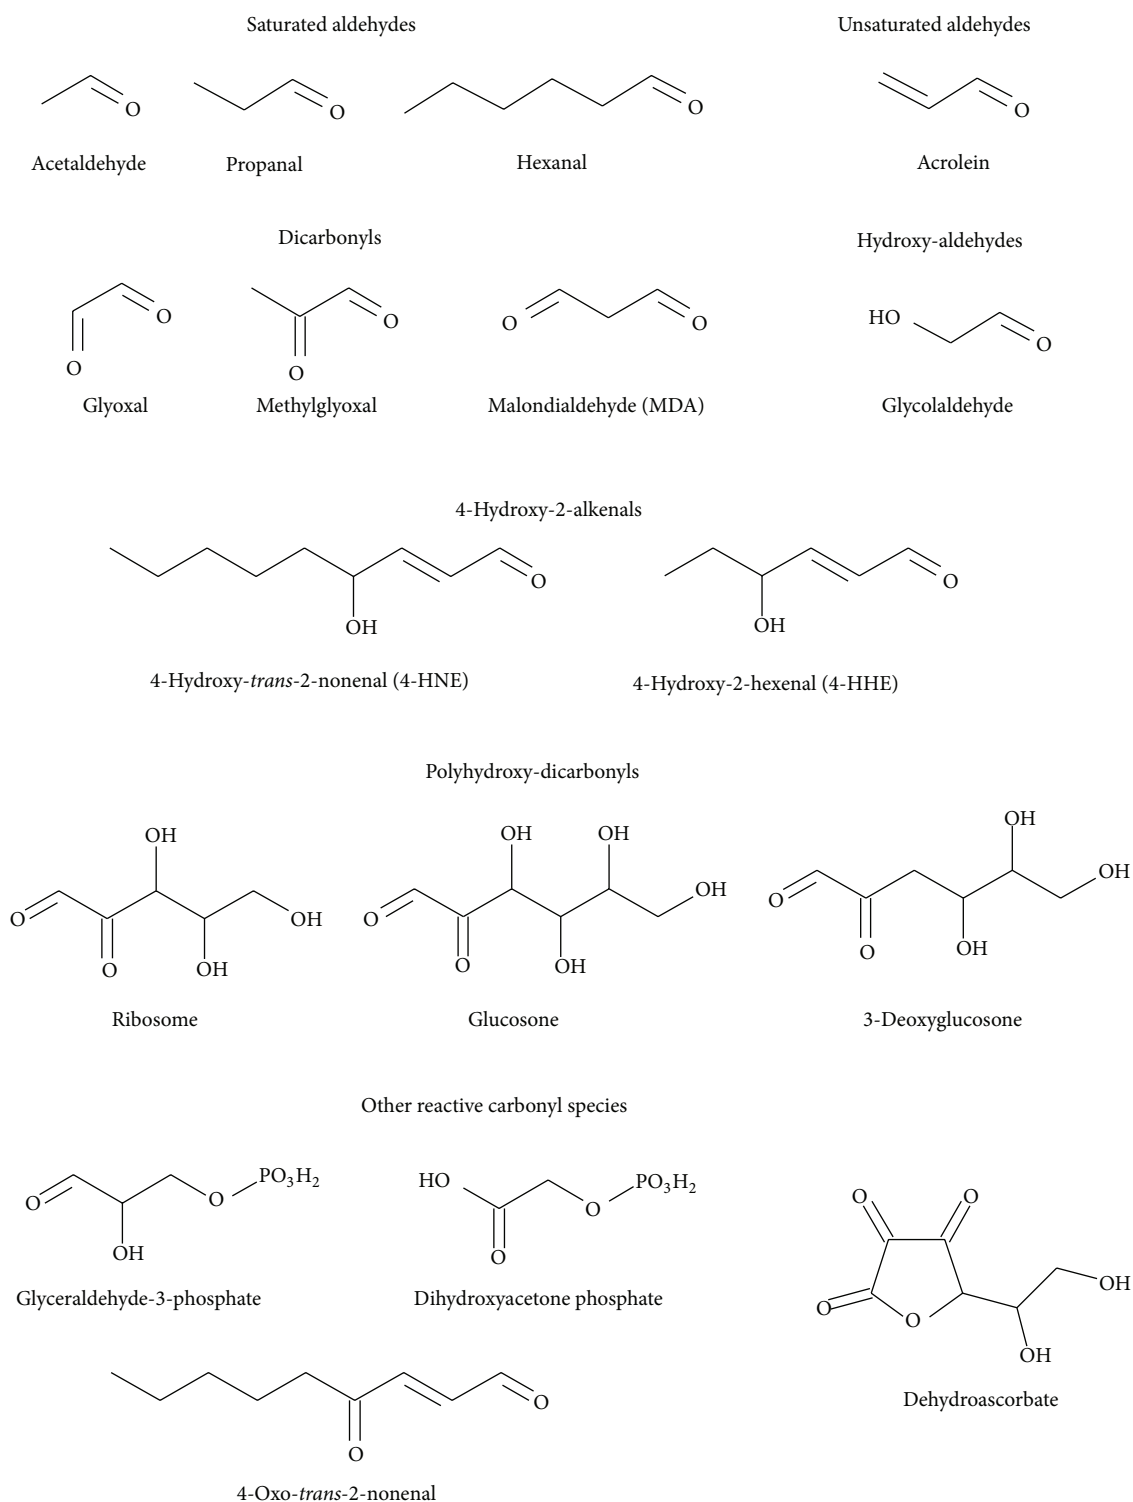 Saturated aldehydes
Unsaturated aldehydes
O
O
O
O
Acetaldehyde
Propanal
Hexanal
Acrolein
Dicarbonyls
Hydroxy-aldehydes
O
O
O
O
O
O
HO
O
Glyoxal
Methylglyoxal
Malondialdehyde (MDA)
Glycolaldehyde
4-Hydroxy-2-alkenals
O
OH
O
OH
4-Hydroxy-trans-2-nonenal (4-HNE)
4-Hydroxy-2-hexenal (4-HHE)
Polyhydroxy-dicarbonyls
OH
O
O
OH
OH
OH
OH
O
O
OH
OH
OH
O
O
OH
OH
Ribosome
Glucosone
3-Deoxyglucosone
Other reactive carbonyl species
O
OH
O
PO3H2
HO
O
O
PO3H2
O
O
O
O
OH
OH
Glyceraldehyde-3-phosphate
Dihydroxyacetone phosphate
Dehydroascorbate
O
O
4-Oxo-trans-2-nonenal